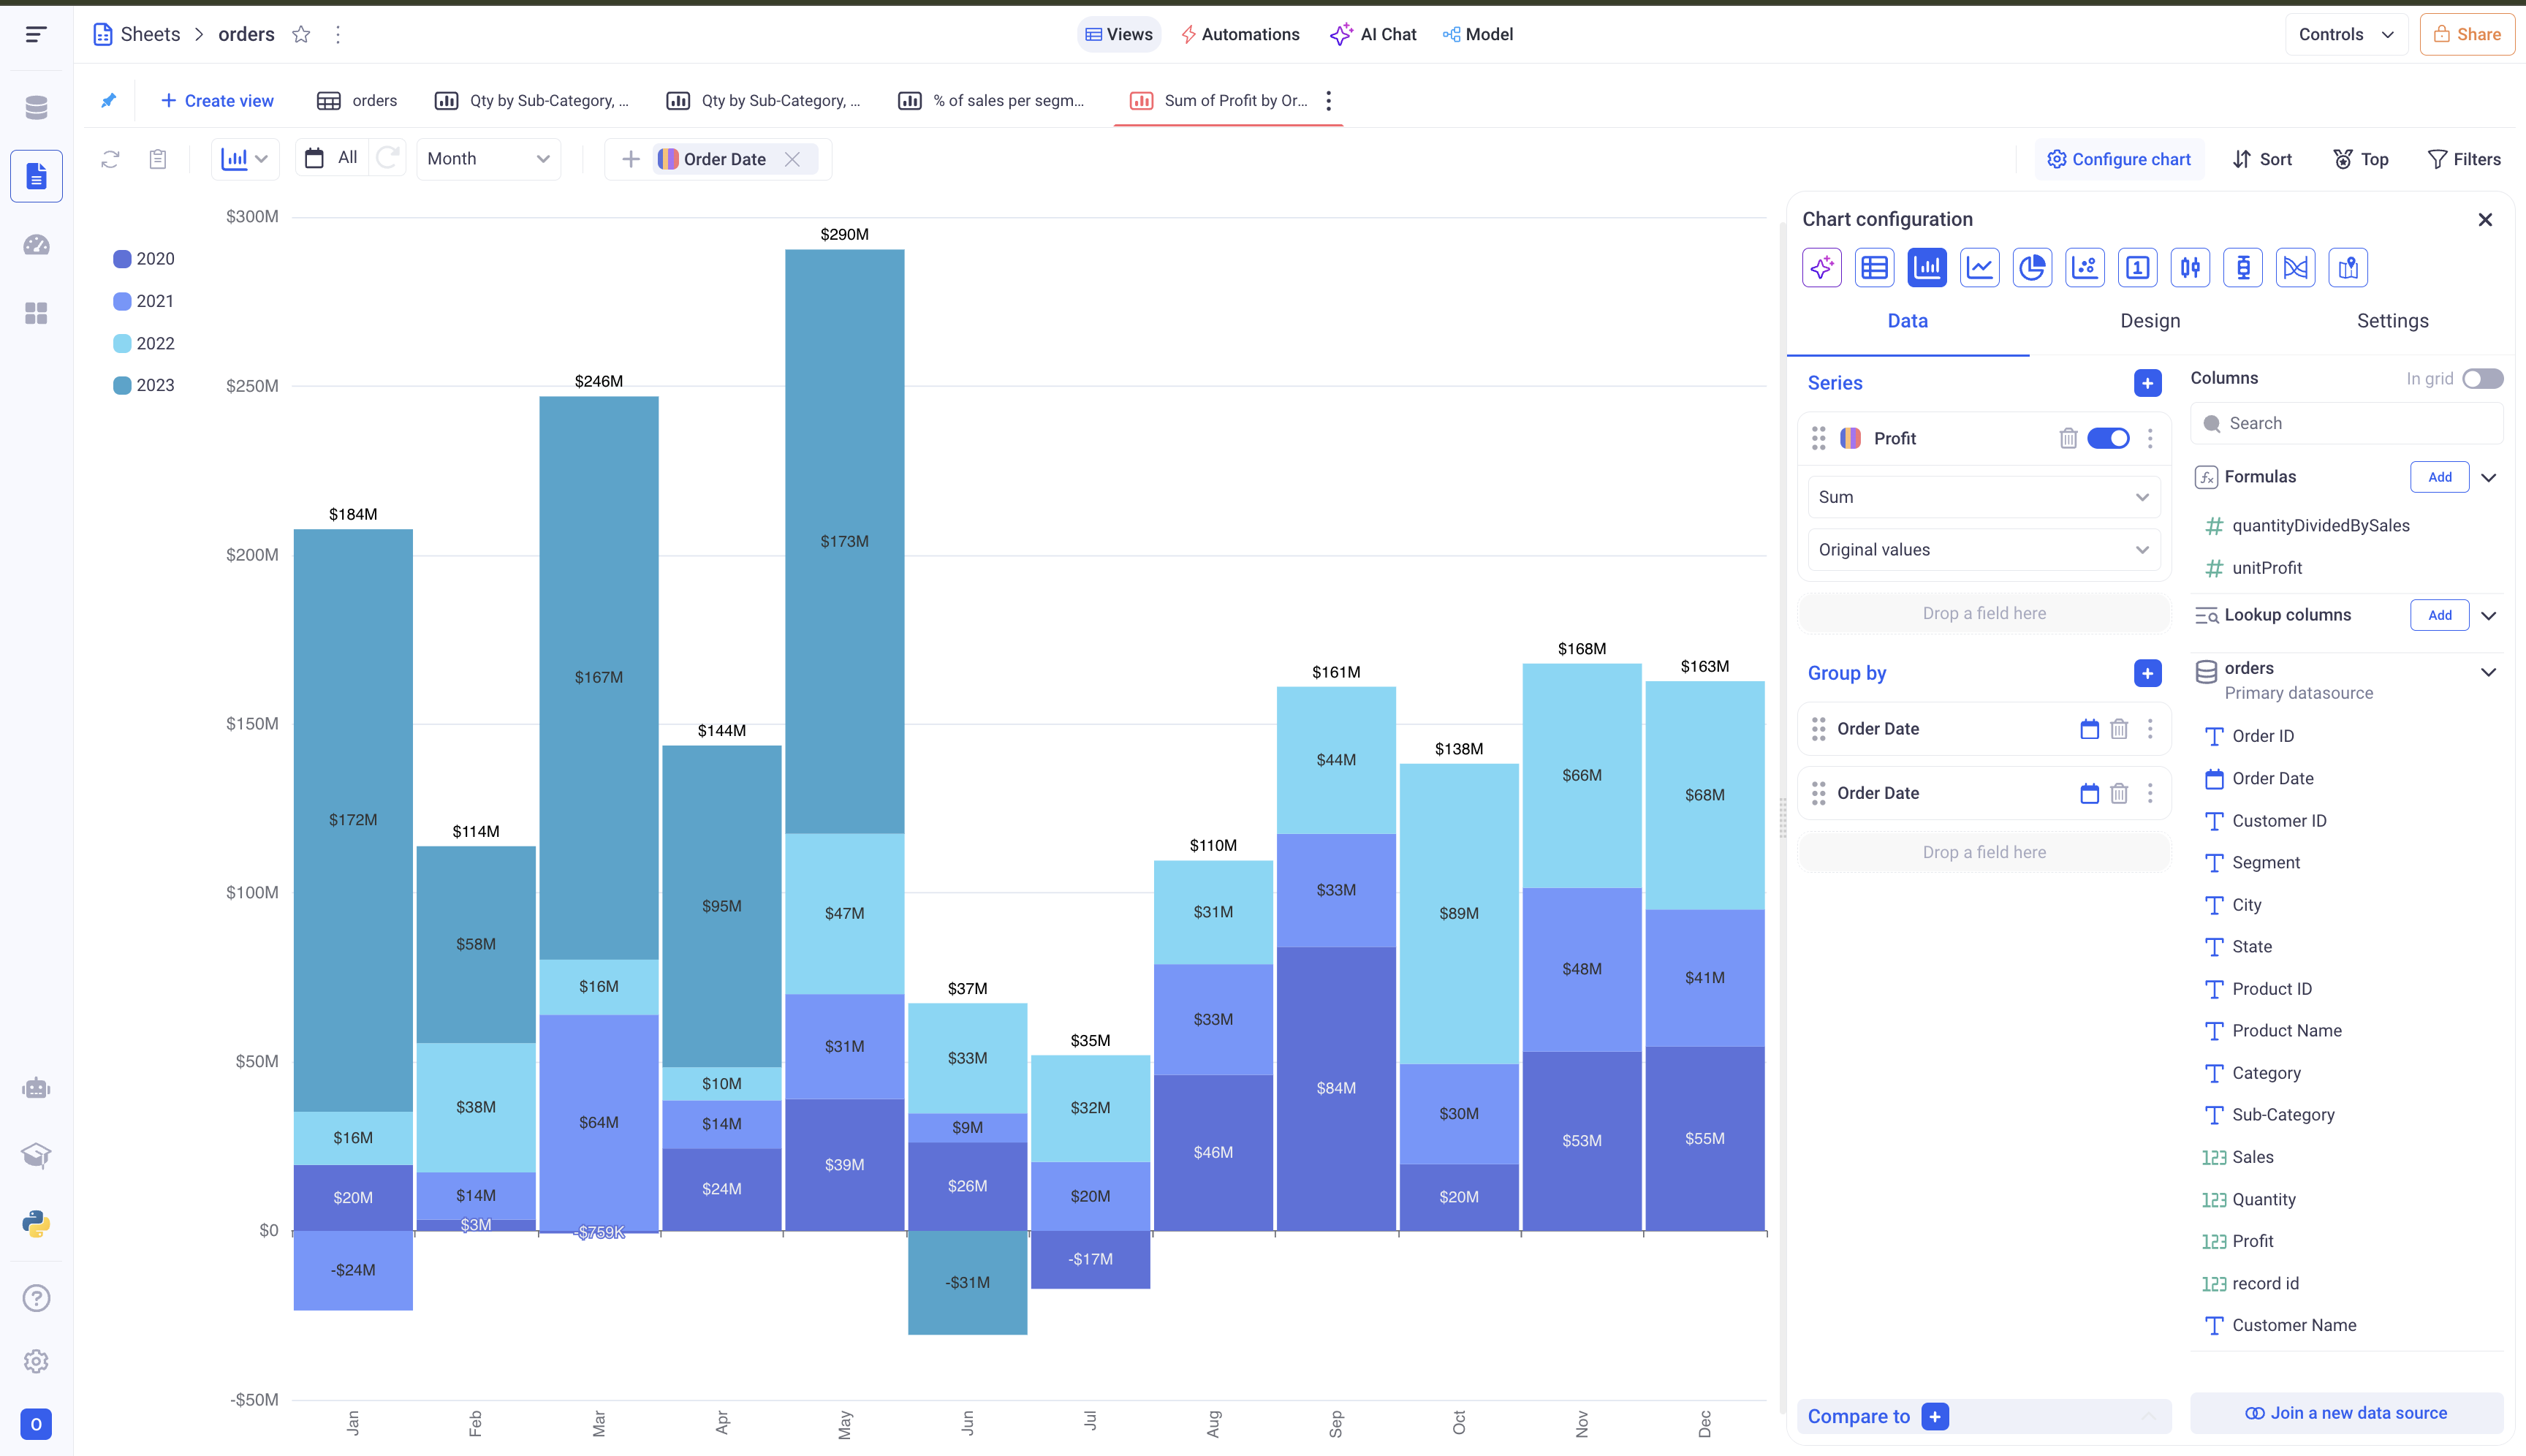 Sheets > orders
Views Automations AI Chat Model
Controls Share
+ Create view orders Qty by Sub-Category, ... Qty by Sub-Category, ... % of sales per segm... Sum of Profit by Or...
All Month + Order Date
Configure chart Sort Top Filters
2020
2021
2022
2023
$300M
$250M
$200M
$150M
$100M
$50M
$0
-$50M
$184M
$172M
$16M
$20M
-$24M
$114M
$58M
$38M
$14M
$3M
$246M
$167M
$16M
$64M
-$759K
$144M
$95M
$10M
$14M
$24M
$290M
$173M
$47M
$31M
$39M
$37M
$33M
$9M
$26M
-$31M
$35M
$32M
$20M
-$17M
$110M
$31M
$33M
$46M
$161M
$44M
$33M
$84M
$138M
$89M
$30M
$20M
$168M
$66M
$48M
$53M
$163M
$68M
$41M
$55M
Jan
Feb
Mar
Apr
May
Jun
Jul
Aug
Sep
Oct
Nov
Dec
Chart configuration
1
Data Design Settings
Series
Profit
Sum
Original values
Drop a field here
Group by
Order Date
Order Date
Drop a field here
Compare to
Columns In grid
Search
fx Formulas Add
# quantityDividedBySales
# unitProfit
Lookup columns Add
orders
Primary datasource
T Order ID
Order Date
T Customer ID
T Segment
T City
T State
T Product ID
T Product Name
T Category
T Sub-Category
123 Sales
123 Quantity
123 Profit
123 record id
T Customer Name
Join a new data source
O